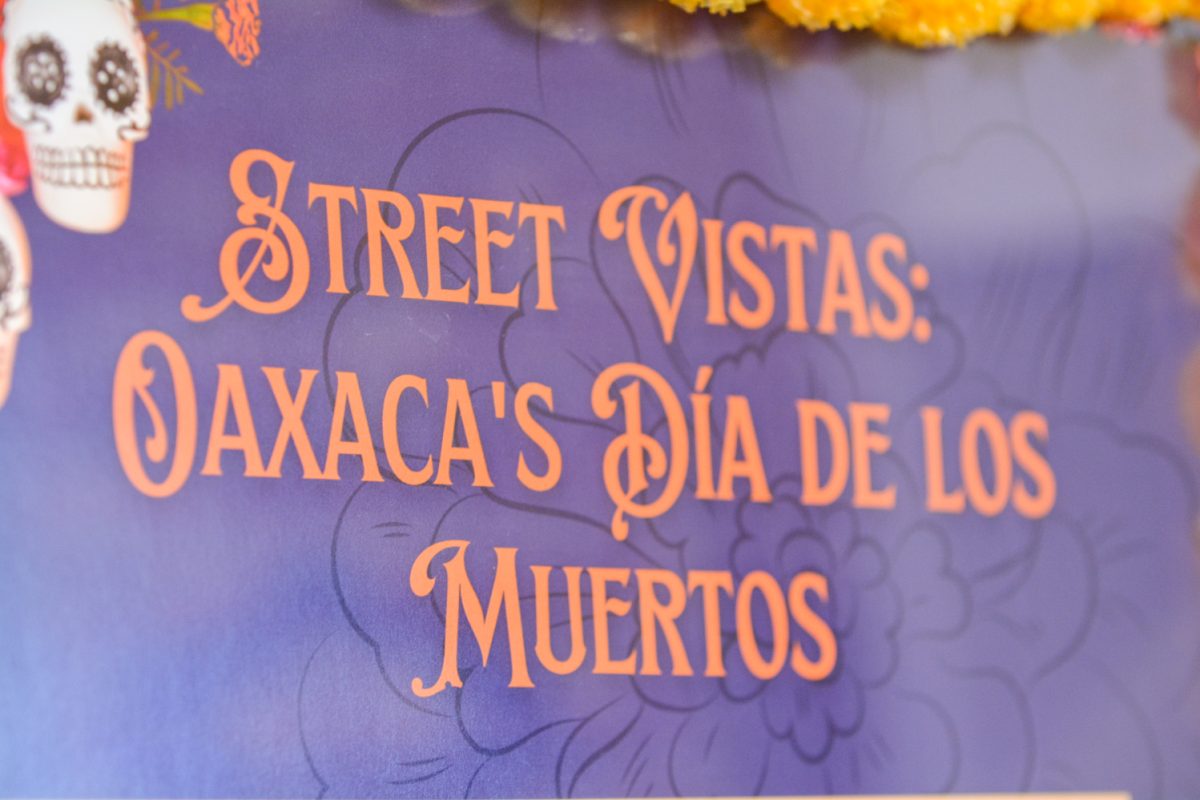 Street Vistas:
Oaxaca's Día de los
Muertos